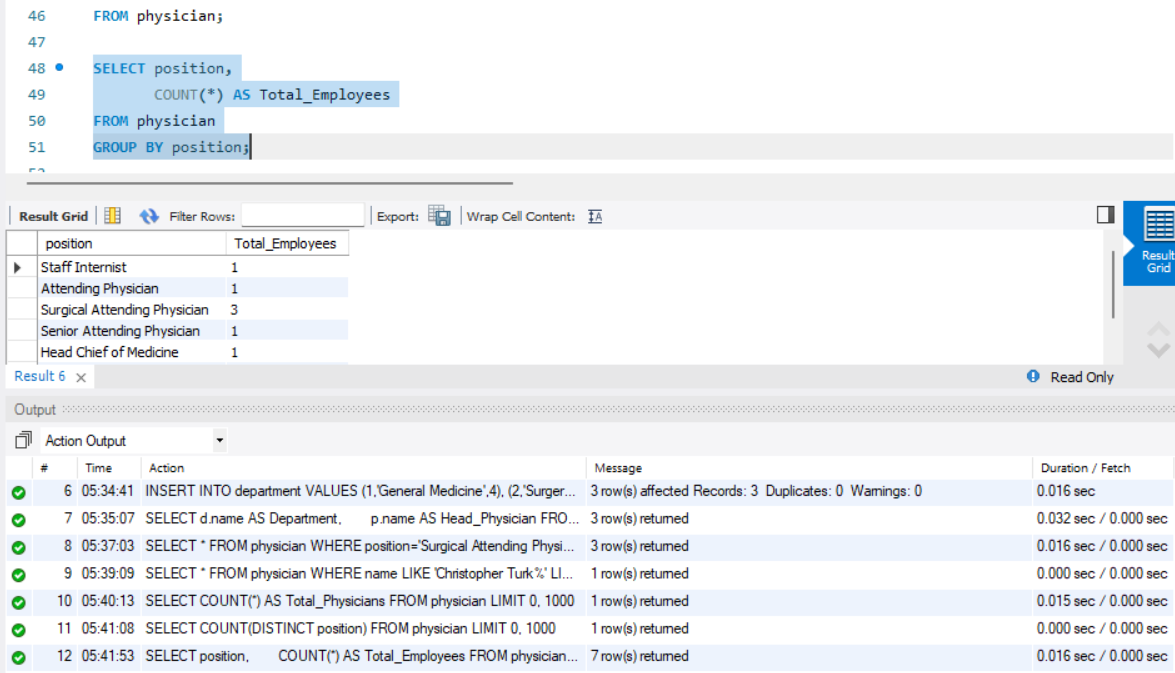 46 FROM physician;
47
48 SELECT position,
49 COUNT(*) AS Total_Employees
50 FROM physician
51 GROUP BY position;
Result Grid Filter Rows: Export: Wrap Cell Content:
position Total_Employees
Staff Internist 1
Attending Physician 1
Surgical Attending Physician 3
Senior Attending Physician 1
Head Chief of Medicine 1
Result
Grid
Result 6 Read Only
Output
Action Output
# Time Action Message Duration / Fetch
6 05:34:41 INSERT INTO department VALUES (1,'General Medicine',4), (2,'Surger... 3 row(s) affected Records: 3 Duplicates: 0 Warnings: 0 0.016 sec
7 05:35:07 SELECT d.name AS Department, p.name AS Head_Physician FRO... 3 row(s) returned 0.032 sec / 0.000 sec
8 05:37:03 SELECT * FROM physician WHERE position='Surgical Attending Physi... 3 row(s) returned 0.016 sec / 0.000 sec
9 05:39:09 SELECT * FROM physician WHERE name LIKE 'Christopher Turk%' LI... 1 row(s) returned 0.000 sec / 0.000 sec
10 05:40:13 SELECT COUNT(*) AS Total_Physicians FROM physician LIMIT 0, 1000 1 row(s) returned 0.015 sec / 0.000 sec
11 05:41:08 SELECT COUNT(DISTINCT position) FROM physician LIMIT 0, 1000 1 row(s) returned 0.000 sec / 0.000 sec
12 05:41:53 SELECT position, COUNT(*) AS Total_Employees FROM physician... 7 row(s) returned 0.016 sec / 0.000 sec